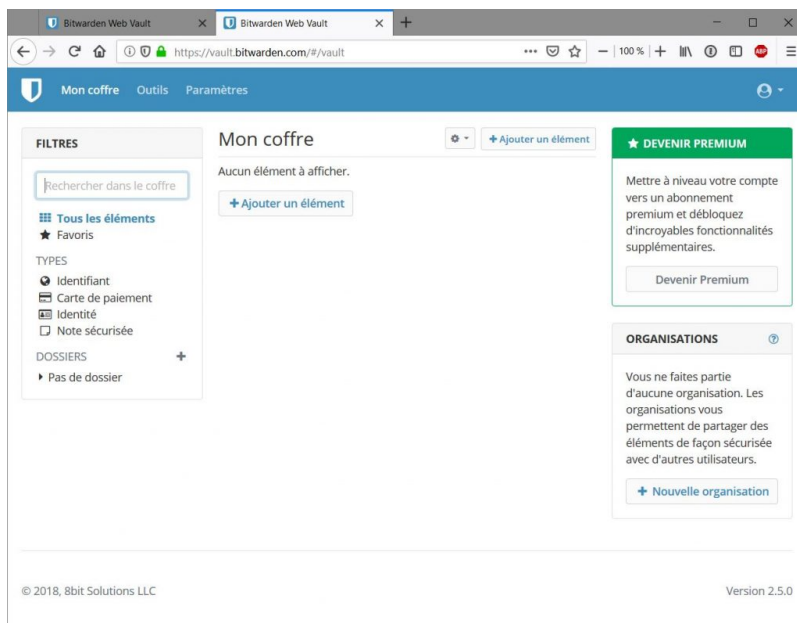 Bitwarden Web Vault
Bitwarden Web Vault
https://vault.bitwarden.com/#/vault
100 %
ABP
Mon coffre Outils Paramètres
FILTRES
Rechercher dans le coffre
Tous les éléments
Favoris
TYPES
Identifiant
Carte de paiement
Identité
Note sécurisée
DOSSIERS
Pas de dossier
Mon coffre
Ajouter un élément
Aucun élément à afficher.
Ajouter un élément
DEVENIR PREMIUM
Mettre à niveau votre compte
vers un abonnement
premium et débloquez
d'incroyables fonctionnalités
supplémentaires.
Devenir Premium
ORGANISATIONS
Vous ne faites partie
d'aucune organisation. Les
organisations vous
permettent de partager des
éléments de façon sécurisée
avec d'autres utilisateurs.
Nouvelle organisation
© 2018, 8bit Solutions LLC
Version 2.5.0